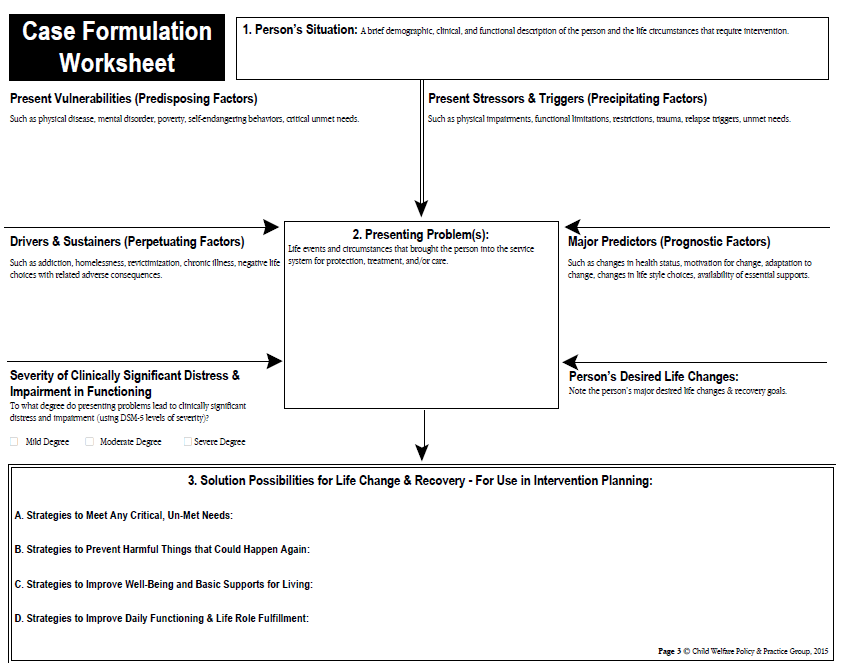 Case Formulation
Worksheet
1. Person's Situation: A brief demographic, clinical, and functional description of the person and the life circumstances that require intervention.
Present Vulnerabilities (Predisposing Factors)
Such as physical disease, mental disorder, poverty, self-endangering behaviors, critical unmet needs.
Present Stressors & Triggers (Precipitating Factors)
Such as physical impairments, functional limitations, restrictions, trauma, relapse triggers, unmet needs.
Drivers & Sustainers (Perpetuating Factors)
Such as addiction, homelessness, revictimization, chronic illness, negative life
choices with related adverse consequences.
2. Presenting Problem(s):
Life events and circumstances that brought the person into the service
system for protection, treatment, and/or care.
Major Predictors (Prognostic Factors)
Such as changes in health status, motivation for change, adaptation to
change, changes in life style choices, availability of essential supports.
Severity of Clinically Significant Distress &
Impairment in Functioning
To what degree do presenting problems lead to clinically significant
distress and impairment (using DSM-5 levels of severity)?
Mild Degree Moderate Degree Severe Degree
Person's Desired Life Changes:
Note the person's major desired life changes & recovery goals.
3. Solution Possibilities for Life Change & Recovery - For Use in Intervention Planning:
A. Strategies to Meet Any Critical, Un-Met Needs:
B. Strategies to Prevent Harmful Things that Could Happen Again:
C. Strategies to Improve Well-Being and Basic Supports for Living:
D. Strategies to Improve Daily Functioning & Life Role Fulfillment:
Page 3 © Child Welfare Policy & Practice Group, 2015